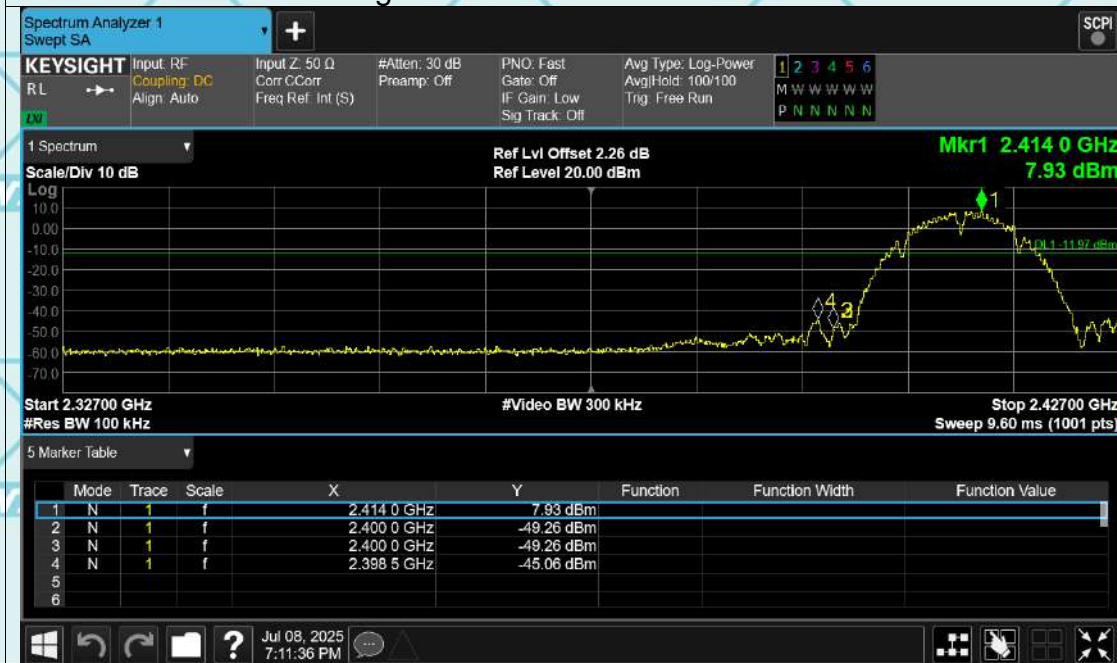 Spectrum Analyzer 1
Swept SA
+
SCPI
KEYSIGHT Input: RF Input Z: 50 Ω #Atten: 30 dB PNO: Fast Avg Type: Log-Power 1 2 3 4 5 6
RL Coupling: DC Corr CCorr Preamp: Off Gate: Off Avg|Hold: 100/100 M W W W W W
Align: Auto Freq Ref: Int (S) IF Gain: Low Trig: Free Run
LXI Sig Track: Off P N N N N N
1 Spectrum
Ref Lvl Offset 2.26 dB Mkr1 2.414 0 GHz
Scale/Div 10 dB Ref Level 20.00 dBm 7.93 dBm
Log
10.0
0.00
-10.0
-20.0
-30.0
-40.0
-50.0
-60.0
-70.0
1
DL1 -11.97 dBm
4
Start 2.32700 GHz #Video BW 300 kHz Stop 2.42700 GHz
#Res BW 100 kHz Sweep 9.60 ms (1001 pts)
5 Marker Table
Mode Trace Scale X Y Function Function Width Function Value
1 N 1 f 2.414 0 GHz 7.93 dBm
2 N 1 f 2.400 0 GHz -49.26 dBm
3 N 1 f 2.400 0 GHz -49.26 dBm
4 N 1 f 2.398 5 GHz -45.06 dBm
5
6
? Jul 08, 2025
7:11:36 PM